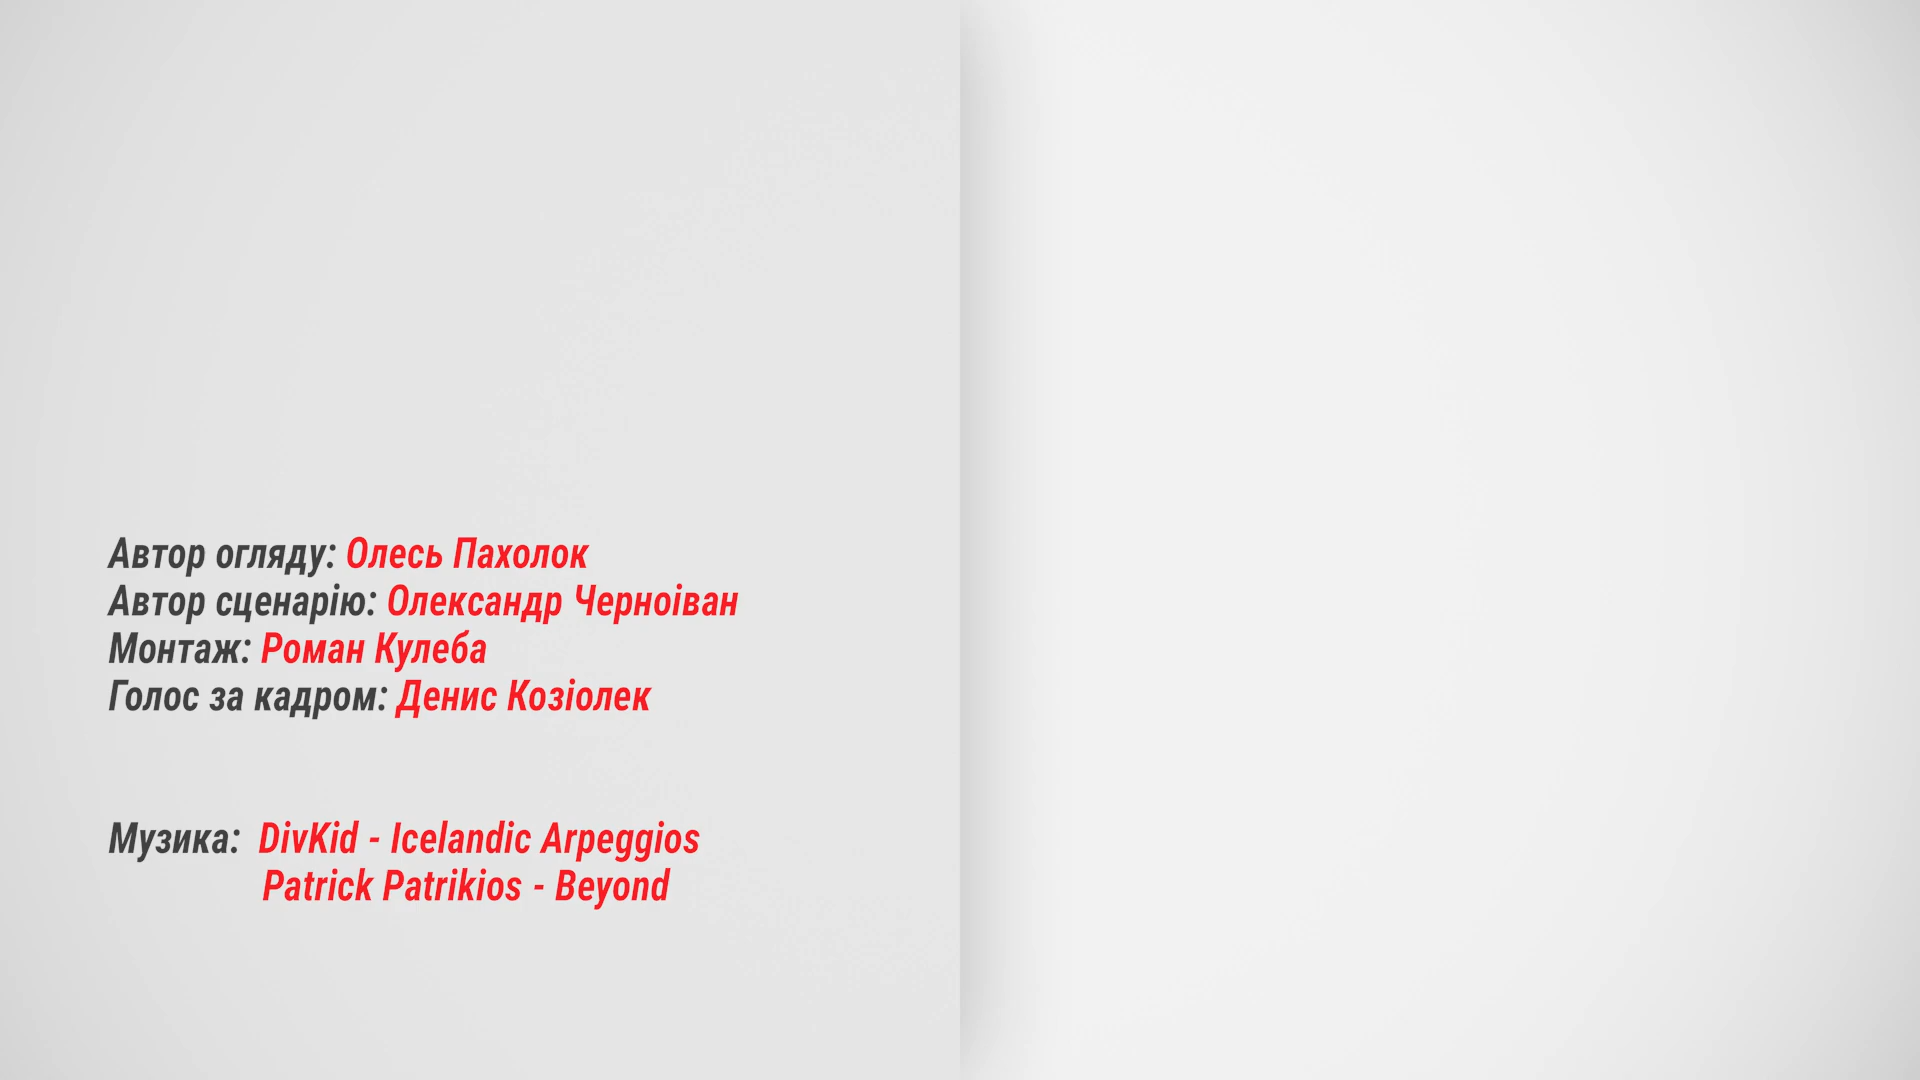 Автор огляду: Олесь Пахолок
Автор сценарію: Олександр Черноіван
Монтаж: Роман Кулеба
Голос за кадром: Денис Козіолек
Музика: DivKid - Icelandic Arpeggios
Patrick Patrikios - Beyond